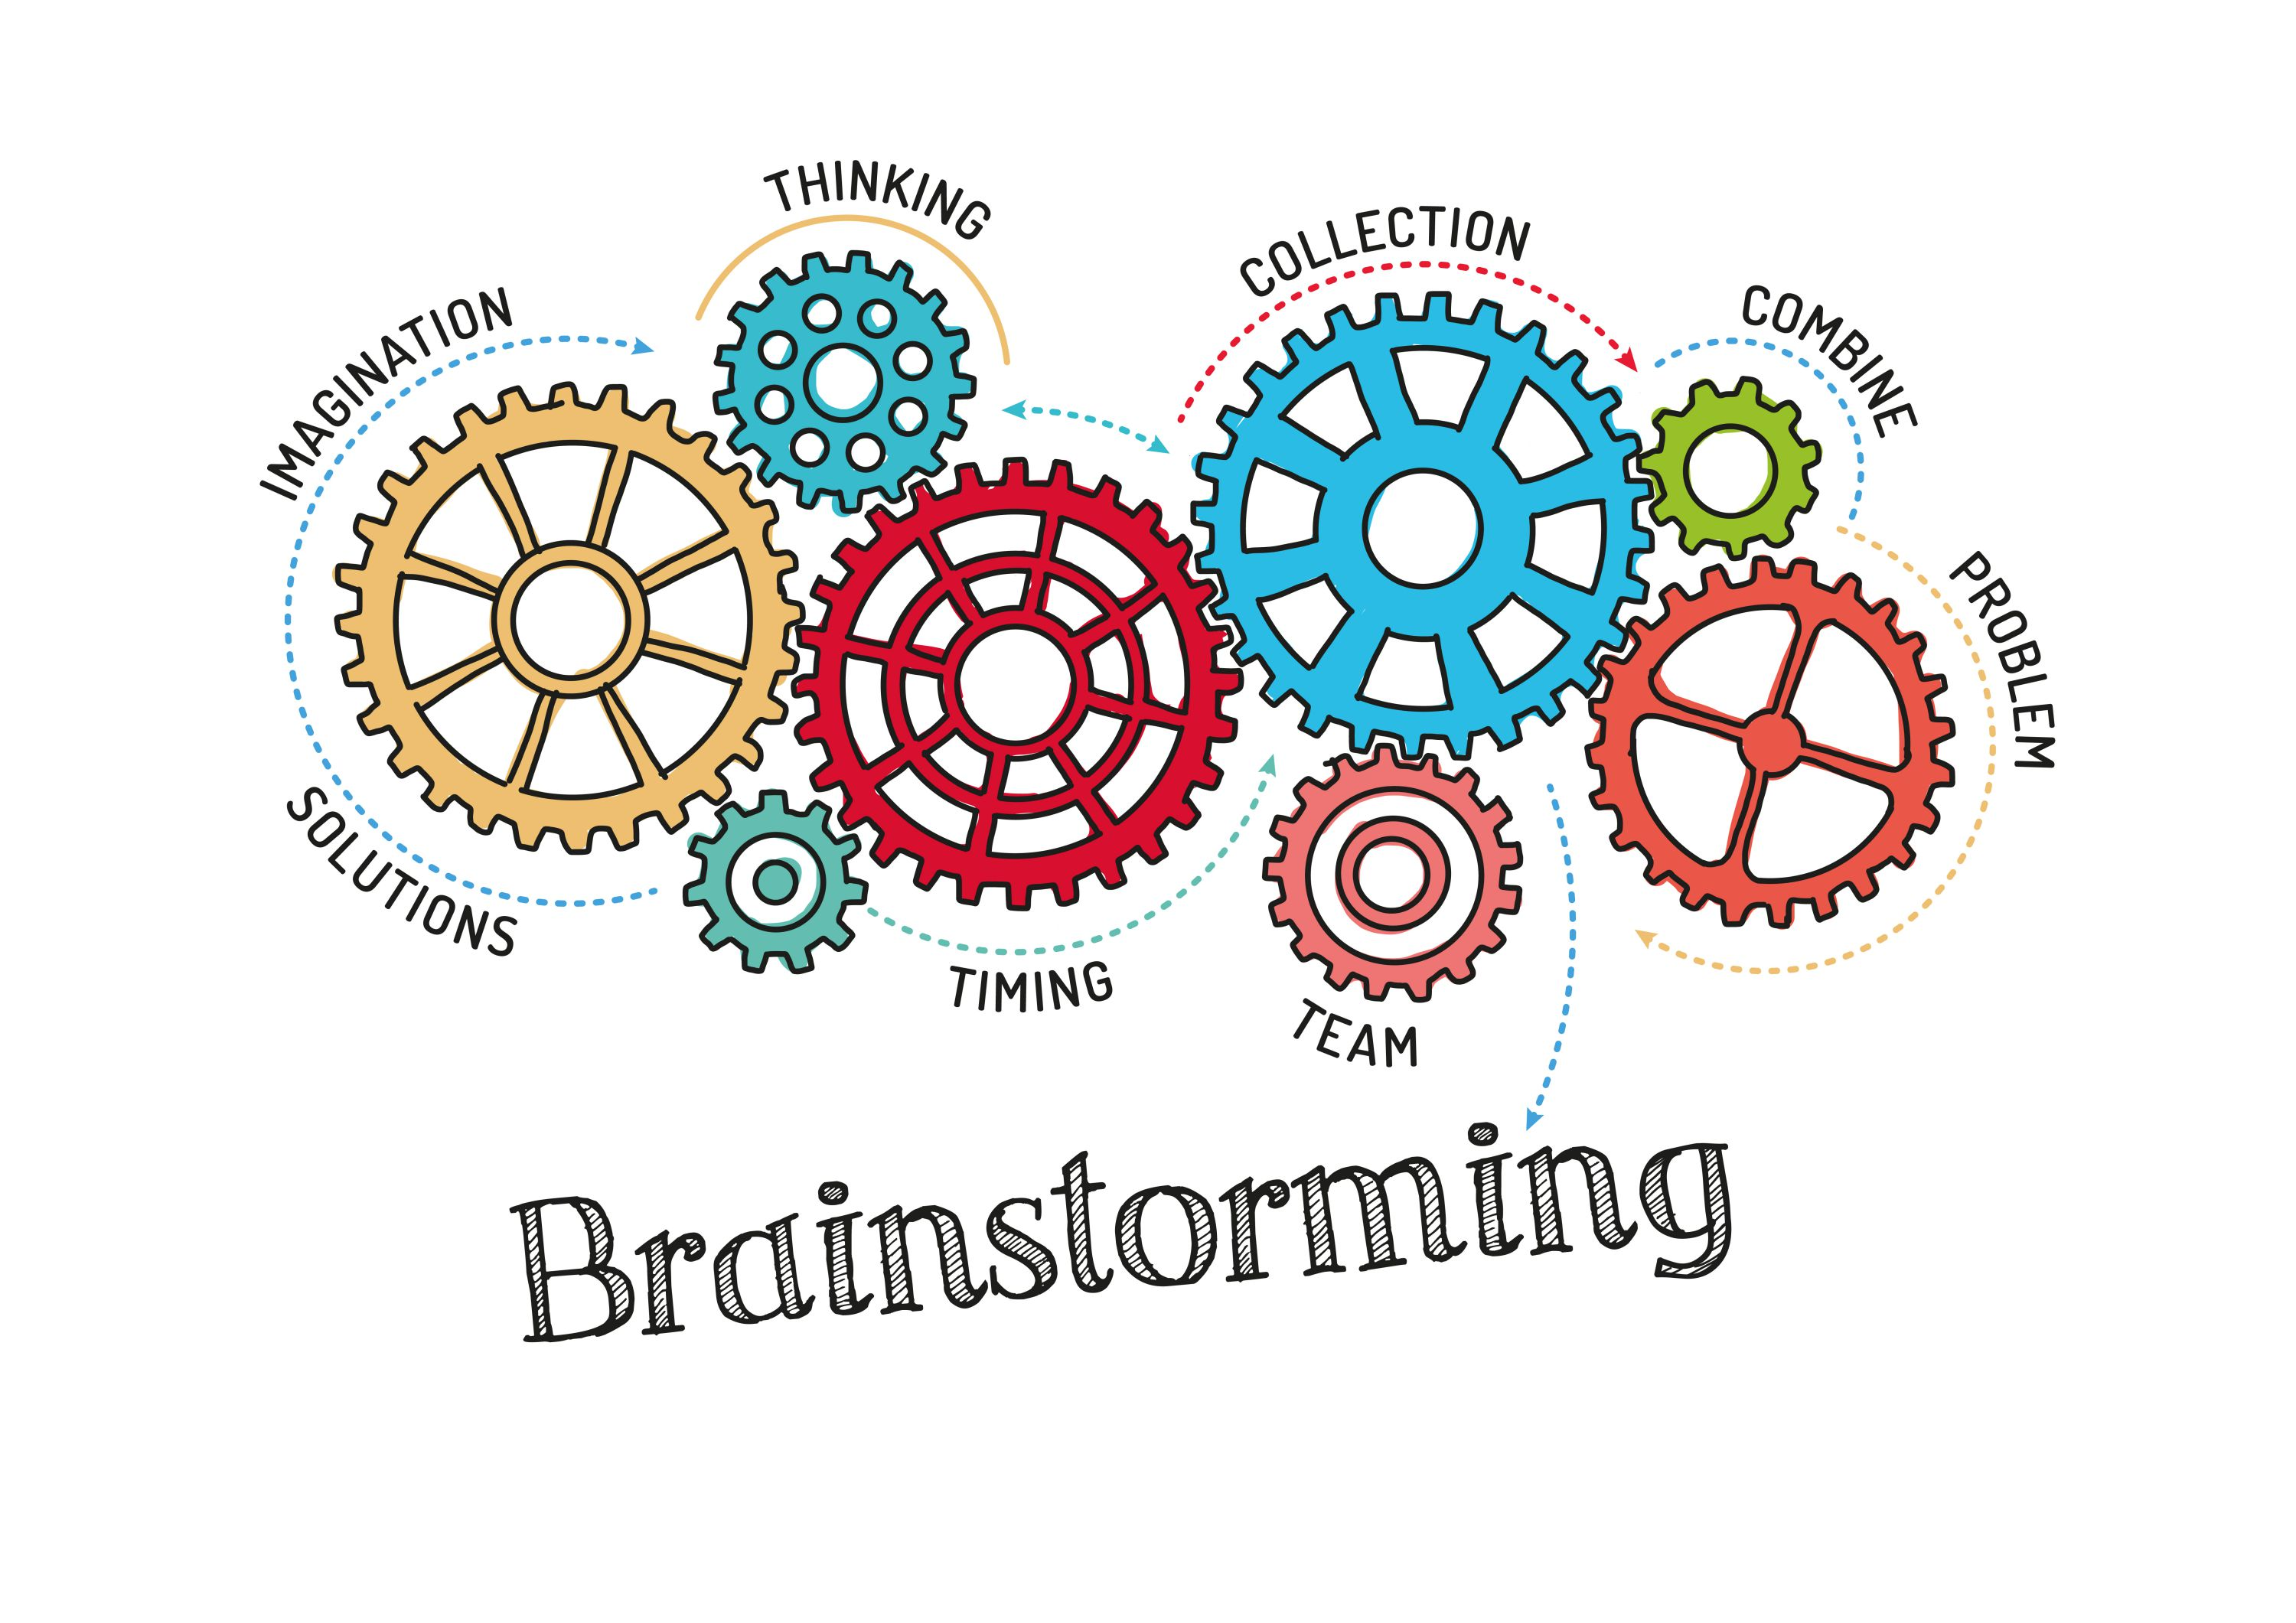 THINKING
COLLECTION
IMAGINATION
COMBINE
PROBLEM
SOLUTIONS
TIMING
TEAM
Brainstorming